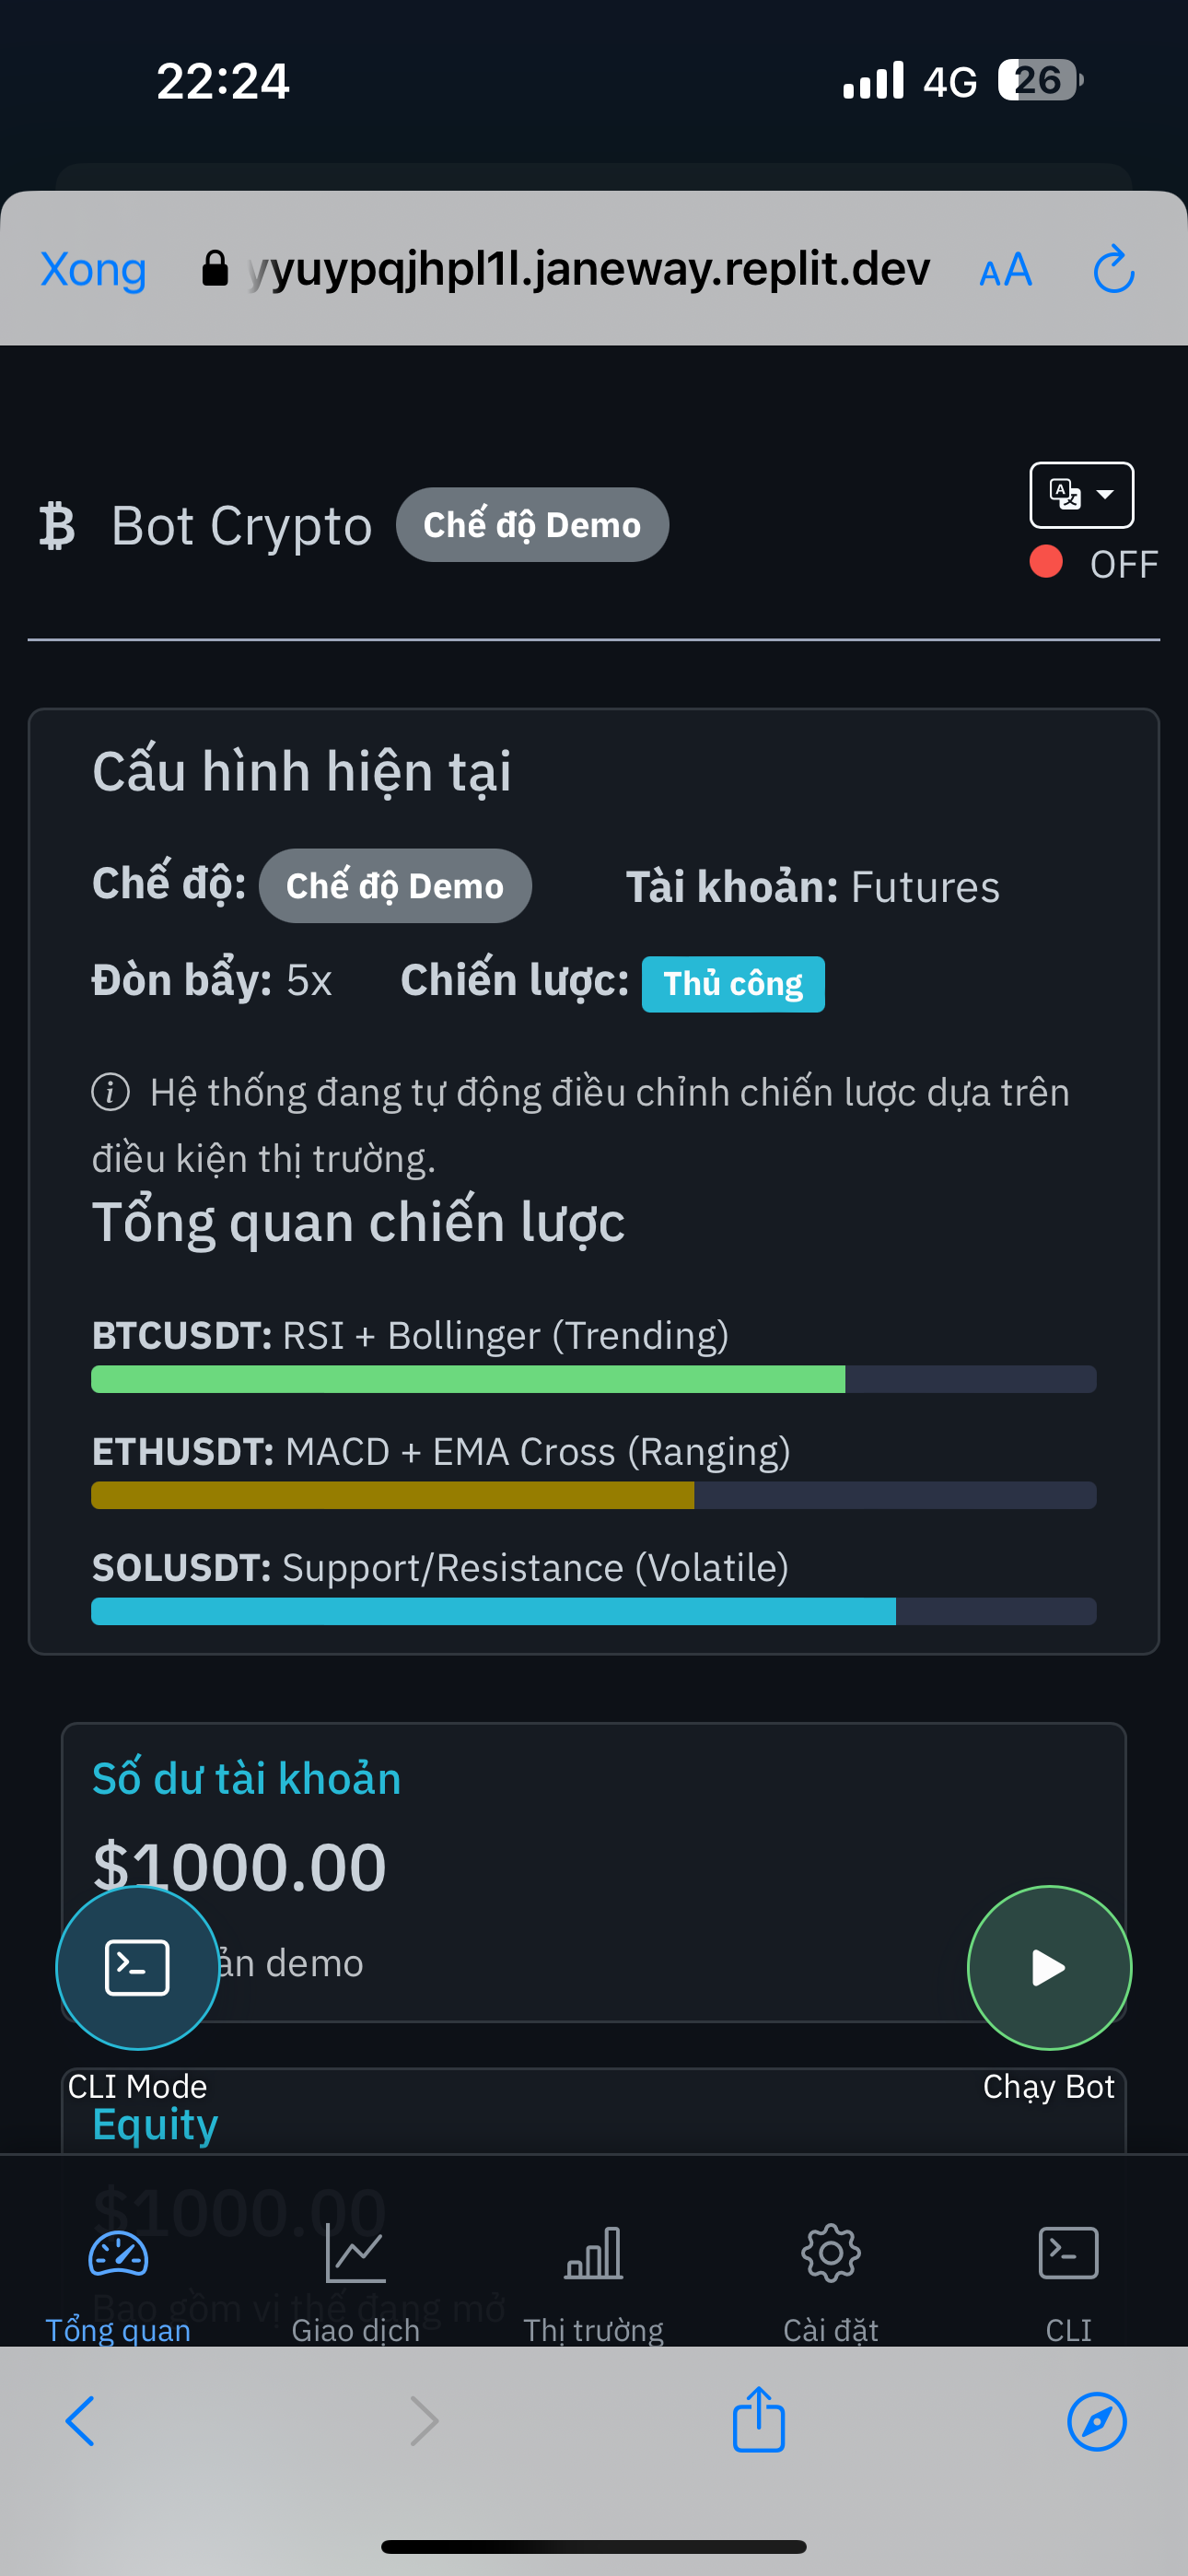 22:24
4G
26
Xong
yyuypqjhpl1l.janeway.replit.dev
AA
Bot Crypto
Chế độ Demo
OFF
Cấu hình hiện tại
Chế độ: Chế độ Demo
Tài khoản: Futures
Đòn bẩy: 5x
Chiến lược: Thủ công
Hệ thống đang tự động điều chỉnh chiến lược dựa trên
điều kiện thị trường.
Tổng quan chiến lược
BTCUSDT: RSI + Bollinger (Trending)
ETHUSDT: MACD + EMA Cross (Ranging)
SOLUSDT: Support/Resistance (Volatile)
Số dư tài khoản
$1000.00
demo
CLI Mode
Chạy Bot
Equity
$1000.00
Bao gồm vị thế đang mở
Tổng quan
Giao dịch
Thị trường
Cài đặt
CLI